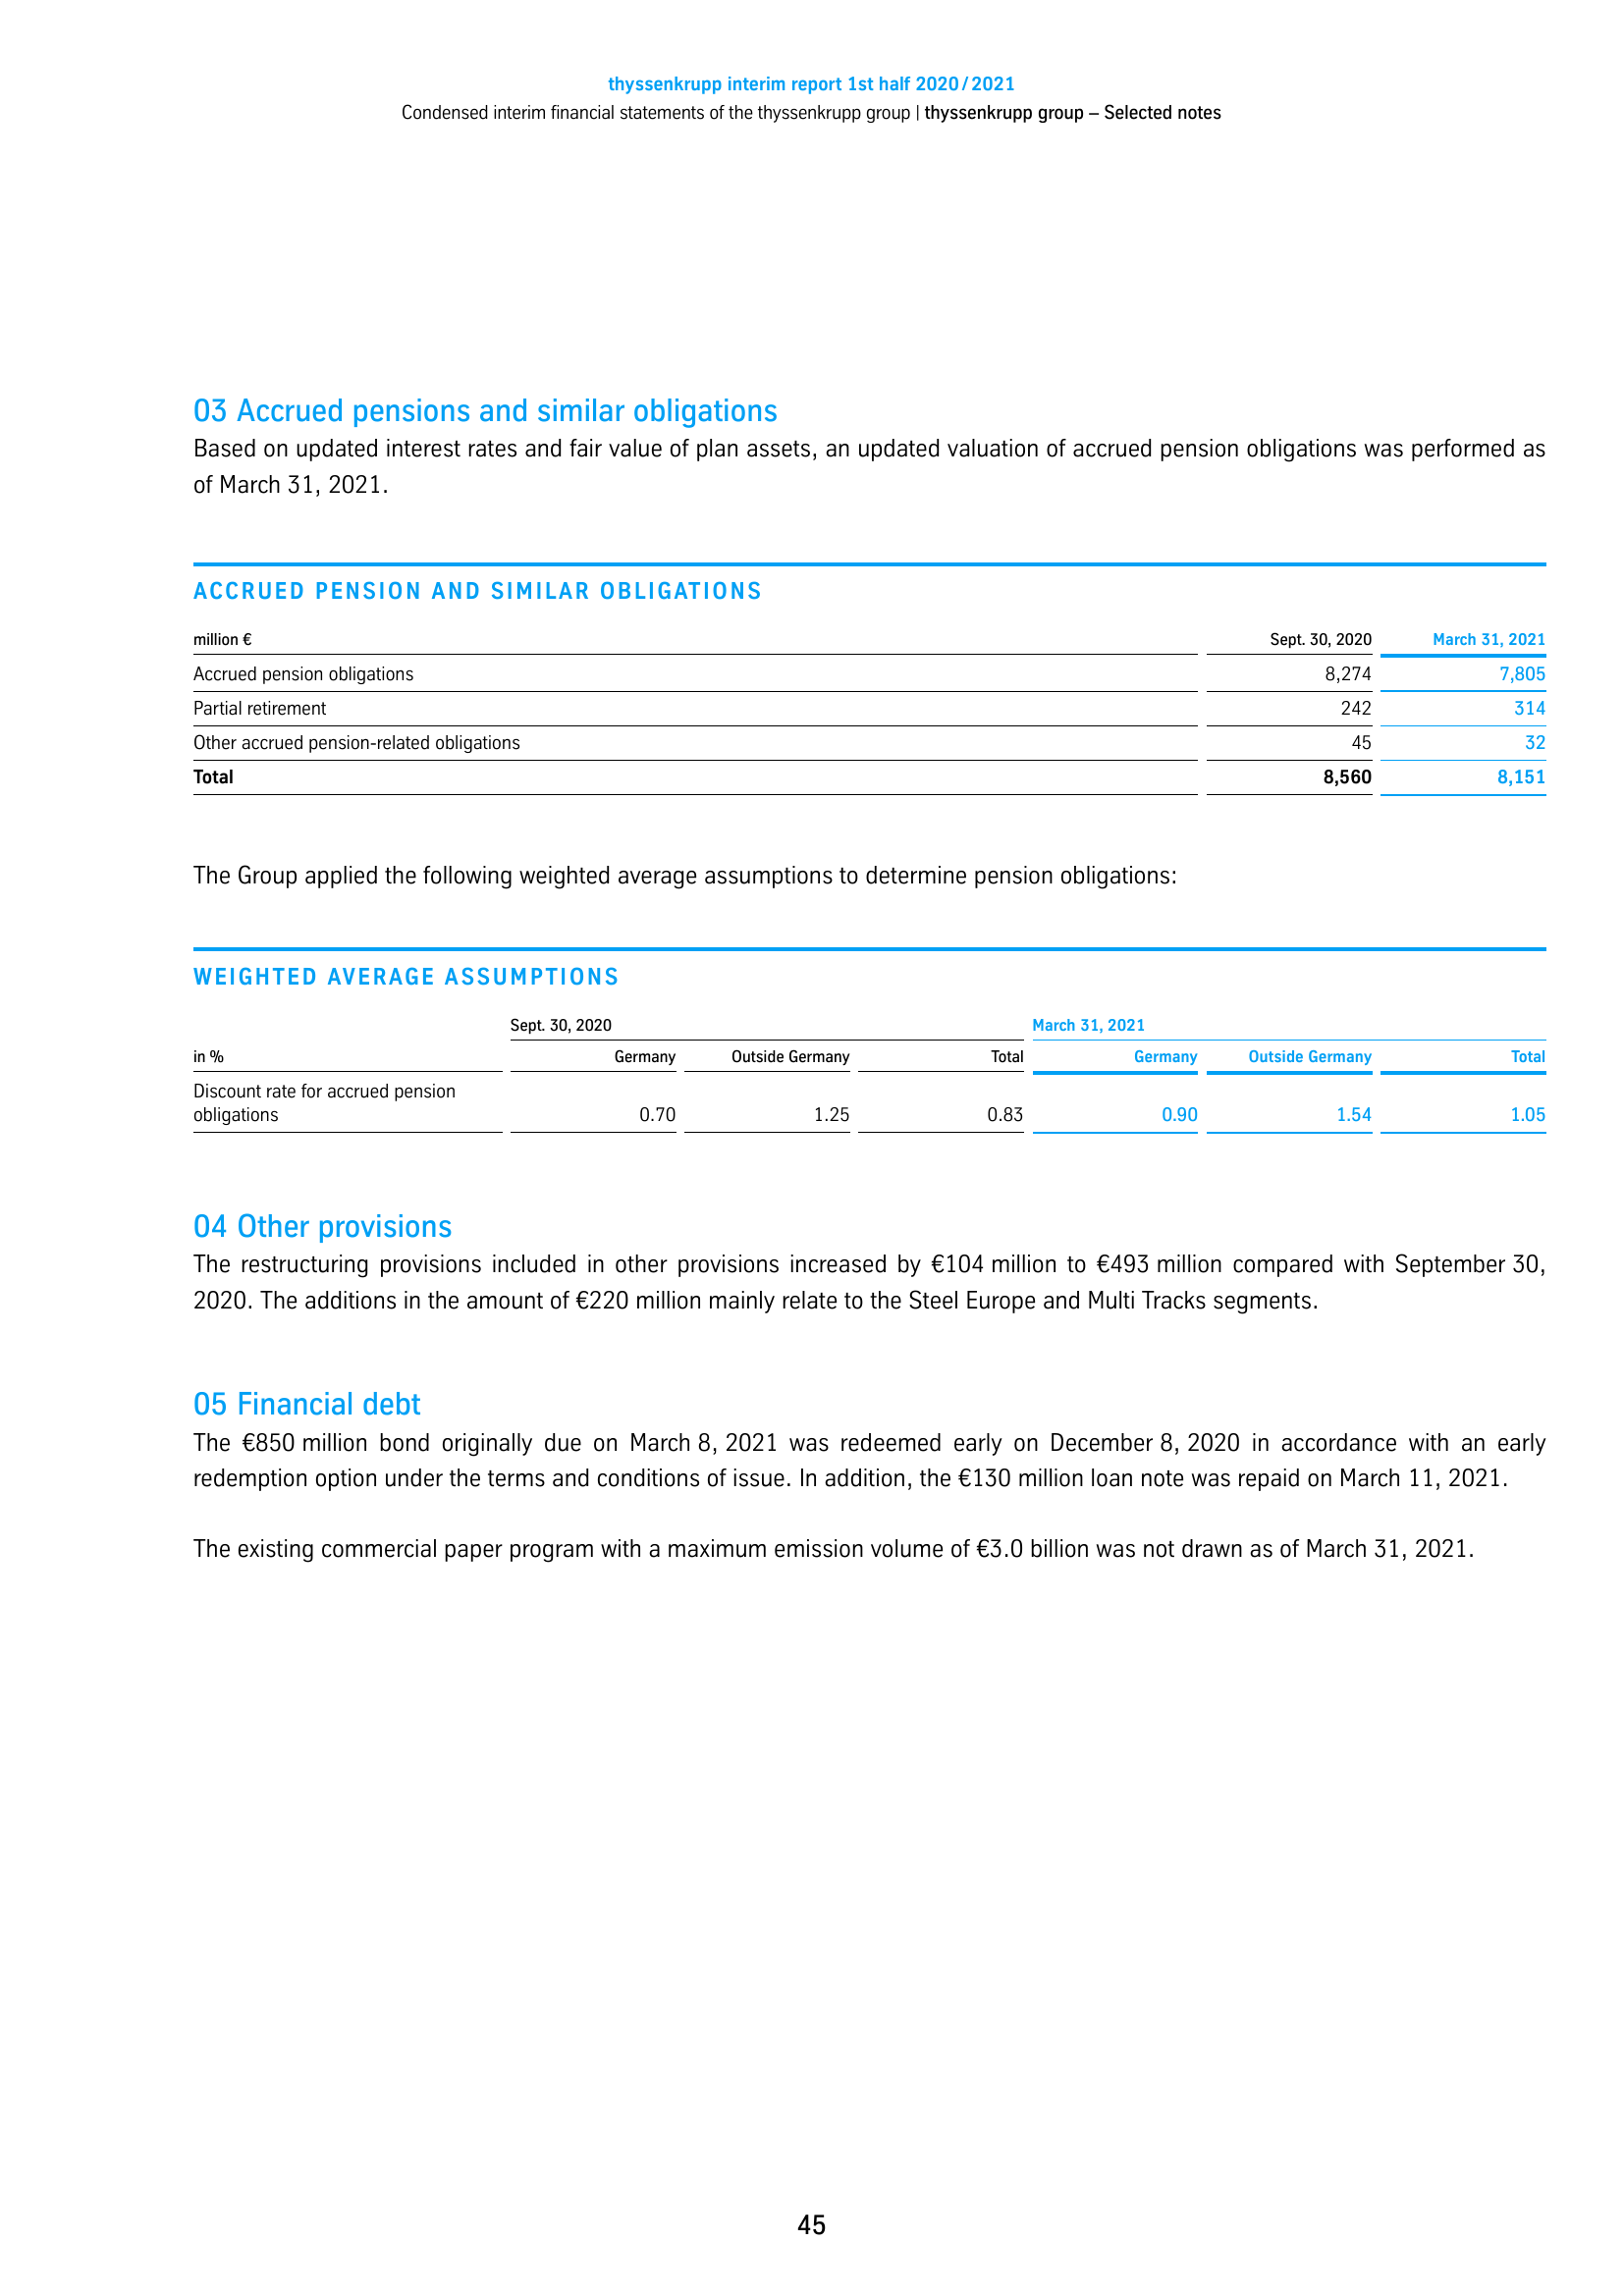 thyssenkrupp interim report 1st half 2020 / 2021
Condensed interim financial statements of the thyssenkrupp group | thyssenkrupp group – Selected notes
03 Accrued pensions and similar obligations
Based on updated interest rates and fair value of plan assets, an updated valuation of accrued pension obligations was performed as
of March 31, 2021.
ACCRUED PENSION AND SIMILAR OBLIGATIONS
million € Sept. 30, 2020 March 31, 2021
Accrued pension obligations 8,274 7,805
Partial retirement 242 314
Other accrued pension-related obligations 45 32
Total 8,560 8,151
The Group applied the following weighted average assumptions to determine pension obligations:
WEIGHTED AVERAGE ASSUMPTIONS
Sept. 30, 2020 March 31, 2021
in % Germany Outside Germany Total Germany Outside Germany Total
Discount rate for accrued pension
obligations 0.70 1.25 0.83 0.90 1.54 1.05
04 Other provisions
The restructuring provisions included in other provisions increased by €104 million to €493 million compared with September 30,
2020. The additions in the amount of €220 million mainly relate to the Steel Europe and Multi Tracks segments.
05 Financial debt
The €850 million bond originally due on March 8, 2021 was redeemed early on December 8, 2020 in accordance with an early
redemption option under the terms and conditions of issue. In addition, the €130 million loan note was repaid on March 11, 2021.
The existing commercial paper program with a maximum emission volume of €3.0 billion was not drawn as of March 31, 2021.
45